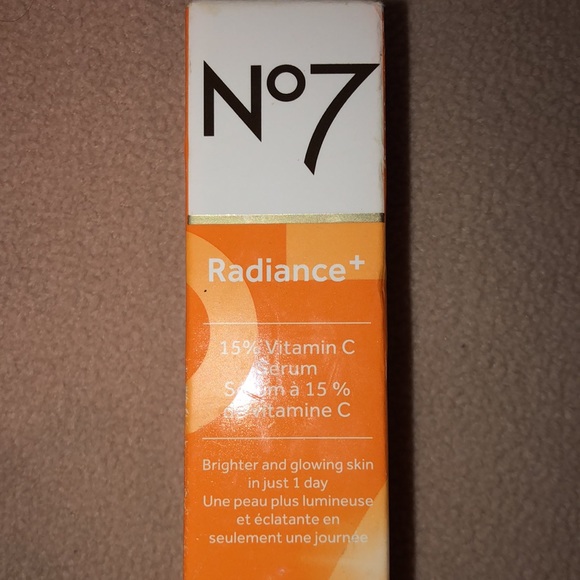 No7
Radiance+
15% Vitamin C
Serum
Sérum à 15 %
de vitamine C
Brighter and glowing skin
in just 1 day
Une peau plus lumineuse
et éclatante en
seulement une journée